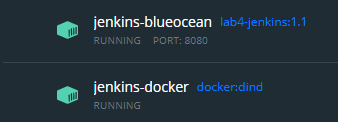 jenkins-blueocean lab4-jenkins:1.1
RUNNING PORT: 8080
jenkins-docker docker:dind
RUNNING